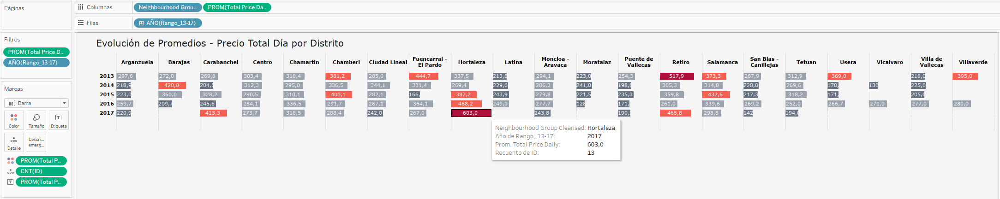 Páginas
Columnas Neighbourhood Grou.. PROM(Total Price Da..
Filas AÑO(Rango_13-17)
Filtros
PROM(Total Price D..
AÑO(Rango_13-17)
Marcas
Barra
Color Tamaño Etiqueta
Detalle Descri... emerg...
PROM(Total P..
CNT(ID)
PROM(Total P..
Evolución de Promedios - Precio Total Día por Distrito
Arganzuela Barajas Carabanchel Centro Chamartin Chamberi Ciudad Lineal Fuencarral - El Pardo Hortaleza Latina Moncloa - Aravaca Moratalaz Puente de Vallecas Retiro Salamanca San Blas - Canillejas Tetuan Usera Vicalvaro Villa de Vallecas Villaverde
2013 297,6 272,0 269,8 303,4 318,4 381,2 285,0 444,7 337,5 213,8 294,1 223,0 254,3 517,9 373,3 267,9 312,9 369,0 218,0 395,0
2014 218,9 420,0 204,5 312,3 295,0 336,5 344,1 331,4 269,4 229,0 286,3 241,0 198,8 305,3 314,8 228,0 269,6 170, 130 225,0
2015 223,0 360,0 328,2 290,5 310,1 400,1 282,1 166, 387,2 243,9 279,8 221,5 235,3 359,8 432,6 217,3 318,2 171, 205,0
2016 259,7 209,7 245,6 284,1 336,5 291,7 287,1 364,1 468,2 249,0 277,7 128 171, 261,0 339,6 269,2 252,0 266,7 271,0 277,0 280,0
2017 220,9 413,3 273,7 318,5 288,4 242,0 267,0 603,0 243,8 190, 465,8 298,8 142 194,0
Neighbourhood Group Cleansed: Hortaleza
Año de Rango_13-17: 2017
Prom. Total Price Daily: 603,0
Recuento de ID: 13